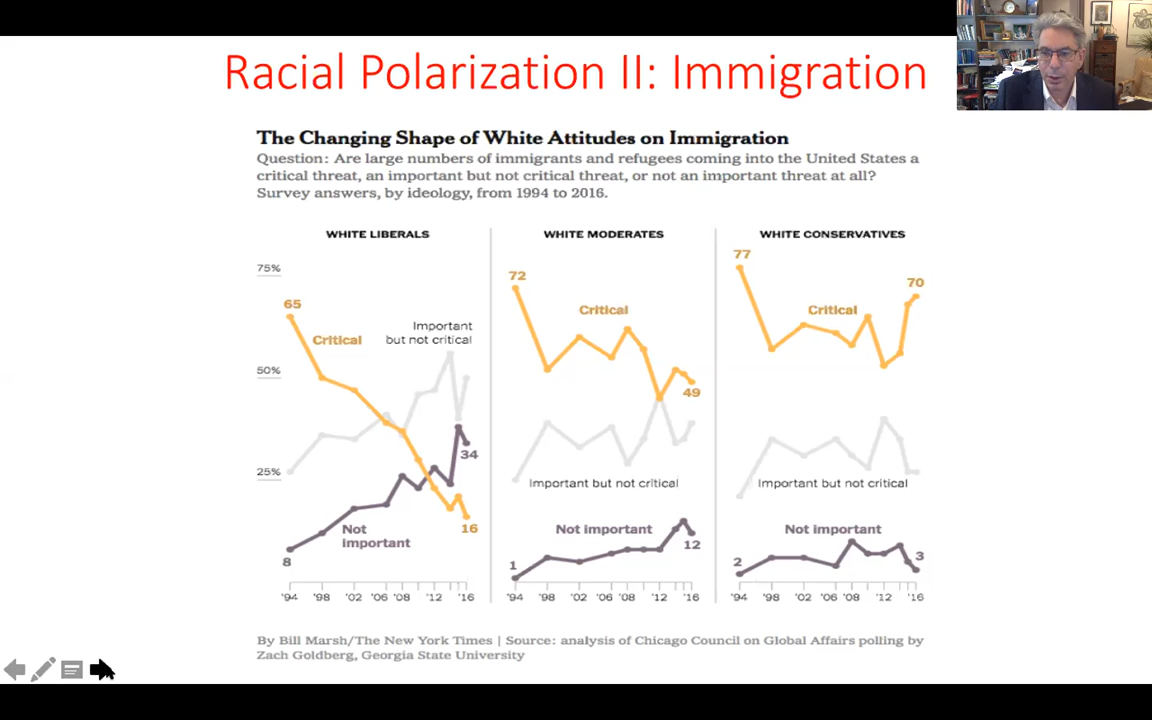 Racial Polarization II: Immigration
The Changing Shape of White Attitudes on Immigration
Question: Are large numbers of immigrants and refugees coming into the United States a
critical threat, an important but not critical threat, or not an important threat at all?
Survey answers, by ideology, from 1994 to 2016.
WHITE LIBERALS
75%
65
Critical
Important
but not critical
50%
25%
34
Not
important
16
8
'94 '98 '02 '06 '08 '12 '16
WHITE MODERATES
72
Critical
49
Important but not critical
Not important
12
1
'94 '98 '02 '06 '08 '12 '16
WHITE CONSERVATIVES
77
70
Critical
Important but not critical
Not important
3
2
'94 '98 '02 '06 '08 '12 '16
By Bill Marsh/The New York Times | Source: analysis of Chicago Council on Global Affairs polling by
Zach Goldberg, Georgia State University